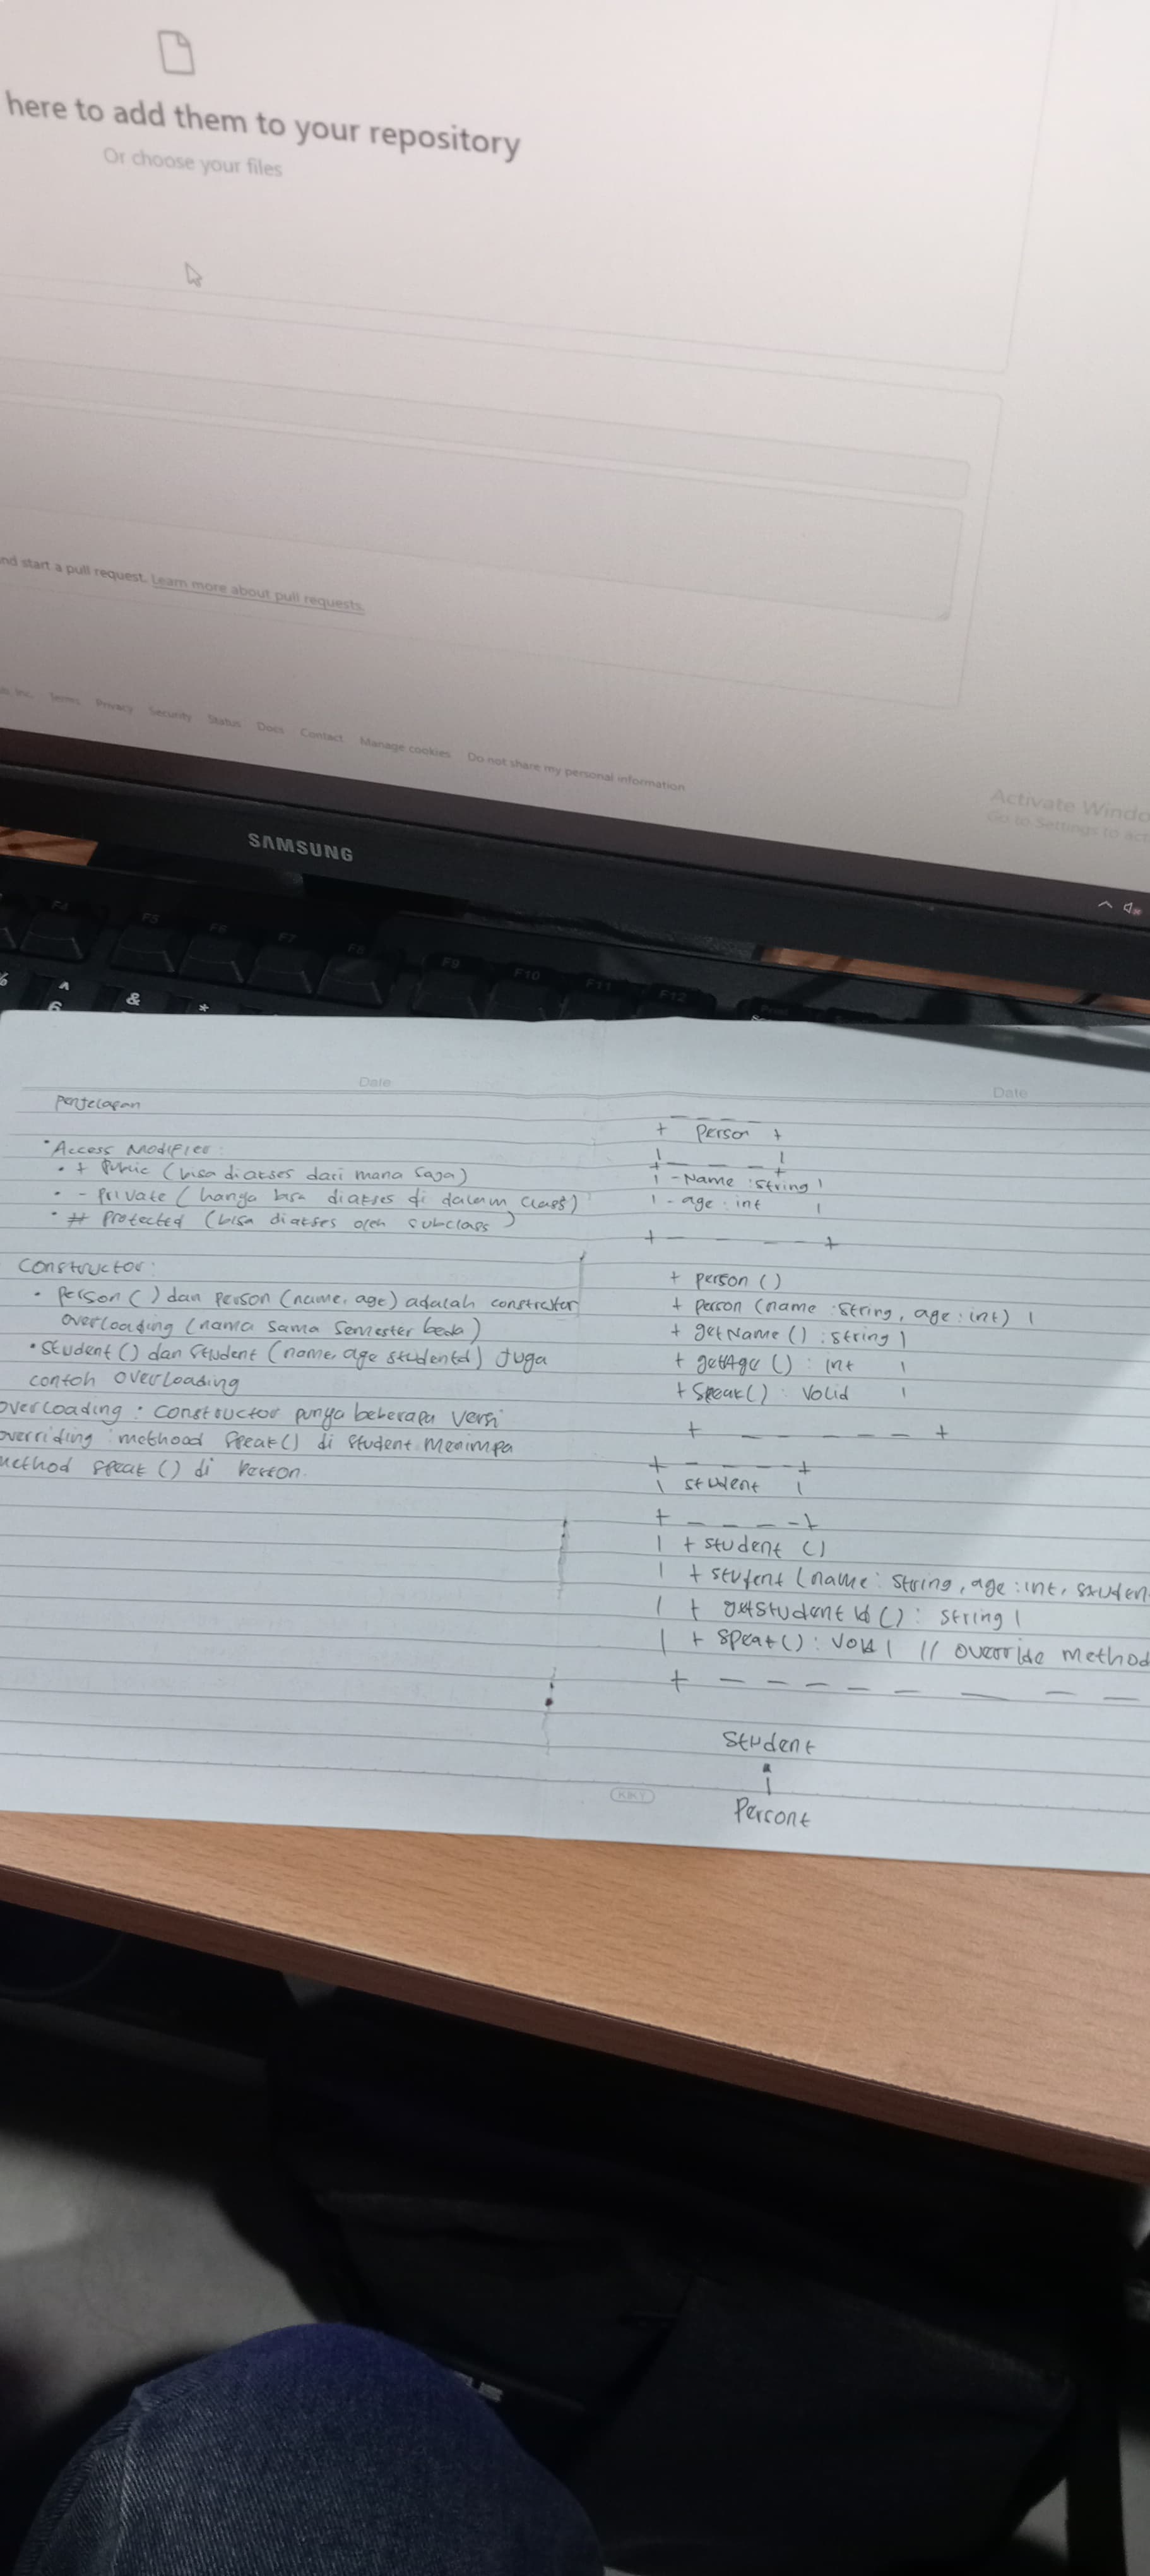 here to add them to your repository
Or choose your files
nd start a pull request. Learn more about pull requests.
Inc. Terms Privacy Security Status Docs Contact Manage cookies Do not share my personal information
Activate Windo
Go to Settings to act
SAMSUNG
F4 F5 F6 F7 F8 F9 F10 F11 F12
% ^ & *
6
Date
Penjelapan
• Access Modifier:
• + Public (bisa diakses dari mana saja)
• - private (hanya bisa diakses di dalam class)
• # Protected (bisa diakses oleh subclass)
Constructor:
• Person () dan person (name, age) adalah constructor
overloading (nama sama semester beda)
• Student () dan Student (name, age studentd) Juga
contoh overloading
overloading : constructor punya beberapa versi
overriding : methood speak() di student menimpa
method speak () di Person.
Date
+ Person +
| - Name : string |
| - age : int |
+ - - - - +
+ person ()
+ person (name : string, age : int) |
+ getName () : string |
+ getAge () : int |
+ Speak() : Void |
+ - - - - - +
+ - - - - +
| student |
+ - - - - +
| + student ()
| + student (name : string, age : int, studen
| + getstudent Id () : string |
| + speak() : void | // override method
+ - - - - - - - -
Student
Persont
KIKY